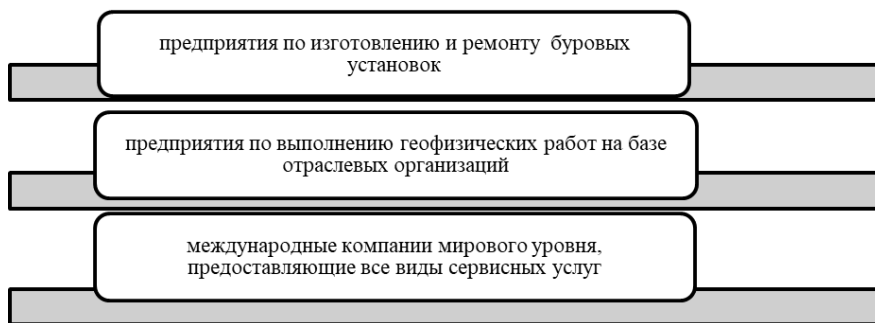 предприятия по изготовлению и ремонту буровых
установок
предприятия по выполнению геофизических работ на базе
отраслевых организаций
международные компании мирового уровня,
предоставляющие все виды сервисных услуг